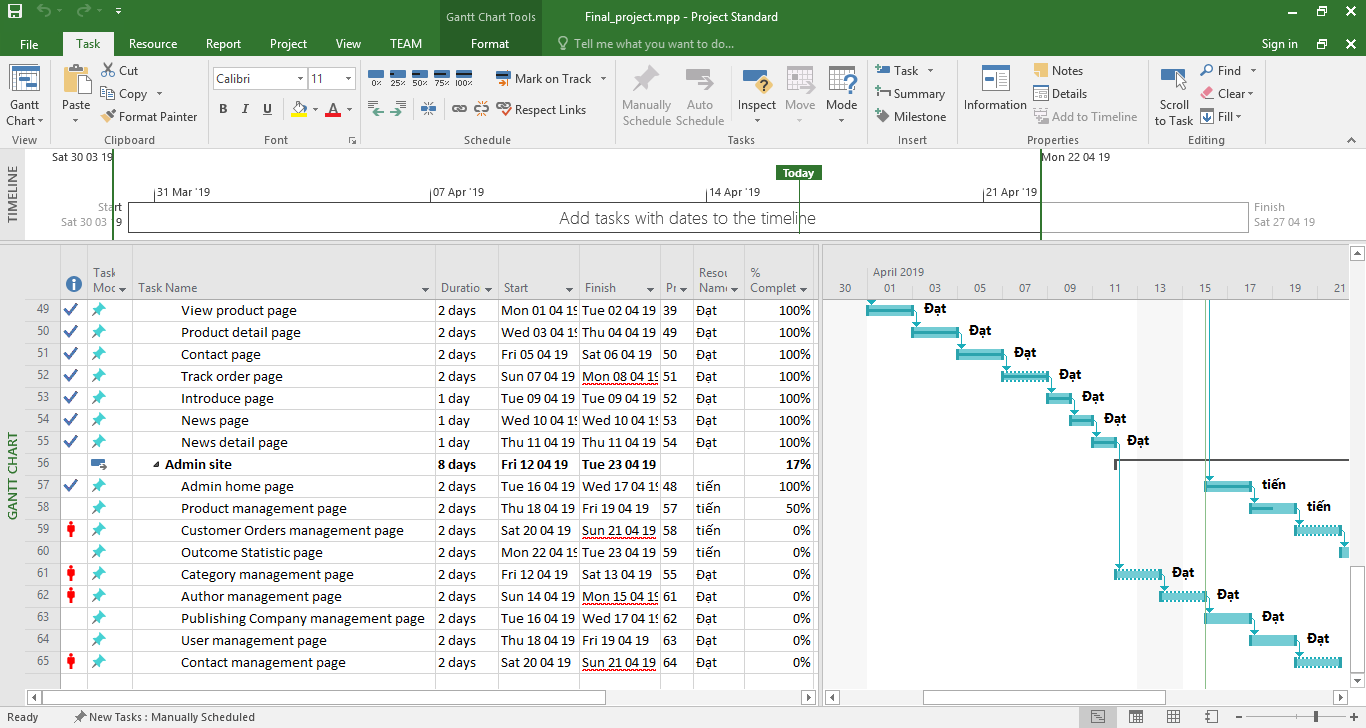 Gantt Chart Tools
Final_project.mpp - Project Standard
File Task Resource Report Project View TEAM Format Tell me what you want to do... Sign in
Gantt Chart
Paste
Cut
Copy
Format Painter
Calibri 11
B I U A
0% 25% 50% 75% 100%
Mark on Track
Respect Links
Manually Schedule
Auto Schedule
Inspect Move Mode
Task
Summary
Milestone
Information
Notes
Details
Add to Timeline
Scroll to Task
Find
Clear
Fill
View Clipboard Font Schedule Tasks Insert Properties Editing
TIMELINE
Sat 30 03 19 Mon 22 04 19
Today
31 Mar '19 07 Apr '19 14 Apr '19 21 Apr '19
Start
Sat 30 03 19
Add tasks with dates to the timeline
Finish
Sat 27 04 19
GANTT CHART
Task Mod Task Name Duratio Start Finish Pr Resou Name % Complet
April 2019
30 01 03 05 07 09 11 13 15 17 19 21
49 View product page 2 days Mon 01 04 19 Tue 02 04 19 39 Đạt 100% Đạt
50 Product detail page 2 days Wed 03 04 19 Thu 04 04 19 49 Đạt 100% Đạt
51 Contact page 2 days Fri 05 04 19 Sat 06 04 19 50 Đạt 100% Đạt
52 Track order page 2 days Sun 07 04 19 Mon 08 04 19 51 Đạt 100% Đạt
53 Introduce page 1 day Tue 09 04 19 Tue 09 04 19 52 Đạt 100% Đạt
54 News page 1 day Wed 10 04 19 Wed 10 04 19 53 Đạt 100% Đạt
55 News detail page 1 day Thu 11 04 19 Thu 11 04 19 54 Đạt 100% Đạt
56 Admin site 8 days Fri 12 04 19 Tue 23 04 19 17%
57 Admin home page 2 days Tue 16 04 19 Wed 17 04 19 48 tiến 100% tiến
58 Product management page 2 days Thu 18 04 19 Fri 19 04 19 57 tiến 50% tiến
59 Customer Orders management page 2 days Sat 20 04 19 Sun 21 04 19 58 tiến 0%
60 Outcome Statistic page 2 days Mon 22 04 19 Tue 23 04 19 59 tiến 0%
61 Category management page 2 days Fri 12 04 19 Sat 13 04 19 55 Đạt 0% Đạt
62 Author management page 2 days Sun 14 04 19 Mon 15 04 19 61 Đạt 0% Đạt
63 Publishing Company management page 2 days Tue 16 04 19 Wed 17 04 19 62 Đạt 0% Đạt
64 User management page 2 days Thu 18 04 19 Fri 19 04 19 63 Đạt 0% Đạt
65 Contact management page 2 days Sat 20 04 19 Sun 21 04 19 64 Đạt 0%
Ready New Tasks : Manually Scheduled